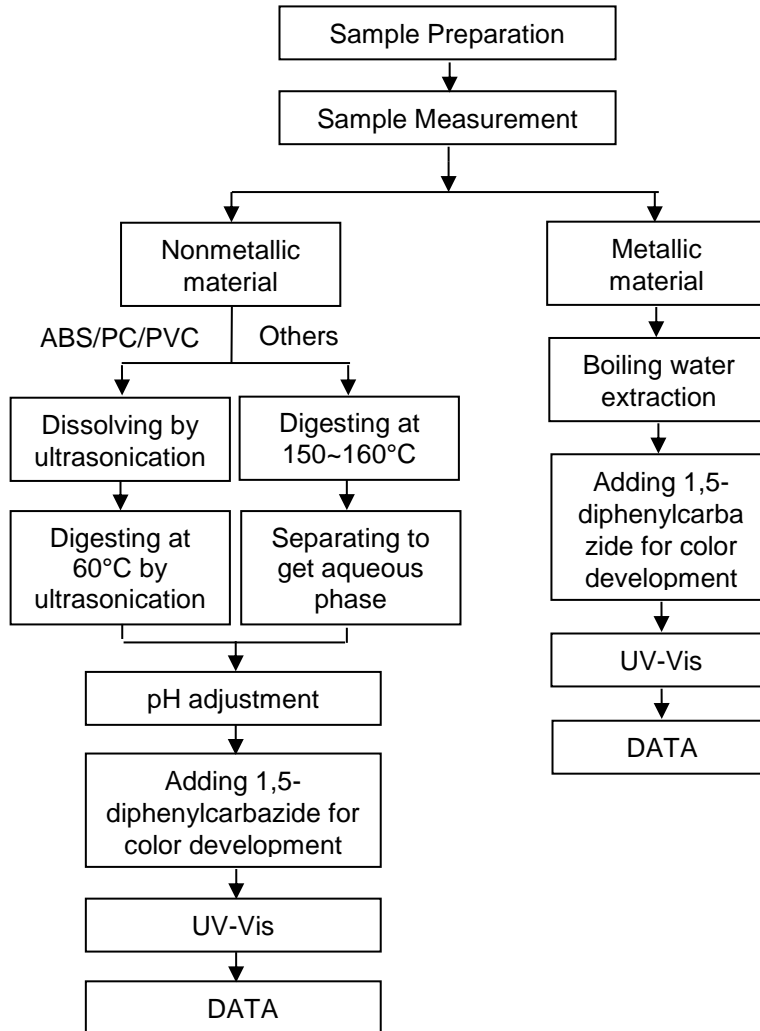 Sample Preparation
Sample Measurement
Nonmetallic
material
Metallic
material
ABS/PC/PVC
Others
Boiling water
extraction
Dissolving by
ultrasonication
Digesting at
150~160°C
Adding 1,5-
diphenylcarba
zide for color
development
Digesting at
60°C by
ultrasonication
Separating to
get aqueous
phase
UV-Vis
pH adjustment
DATA
Adding 1,5-
diphenylcarbazide for
color development
UV-Vis
DATA